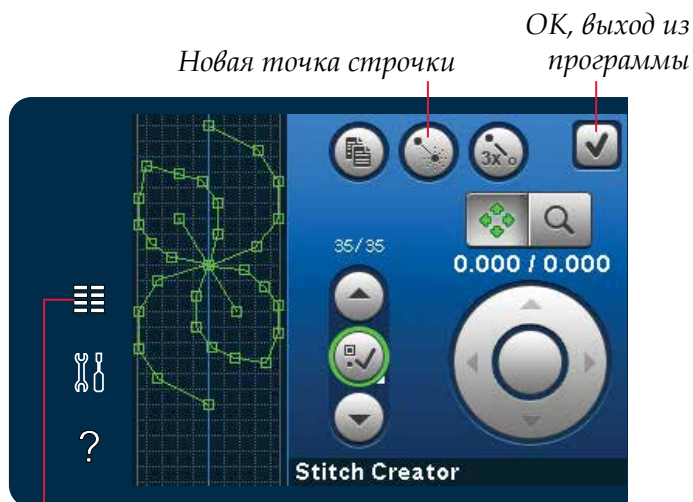 ОК, выход из
программы
Новая точка строчки
3x
35/35
0.000 / 0.000
?
Stitch Creator